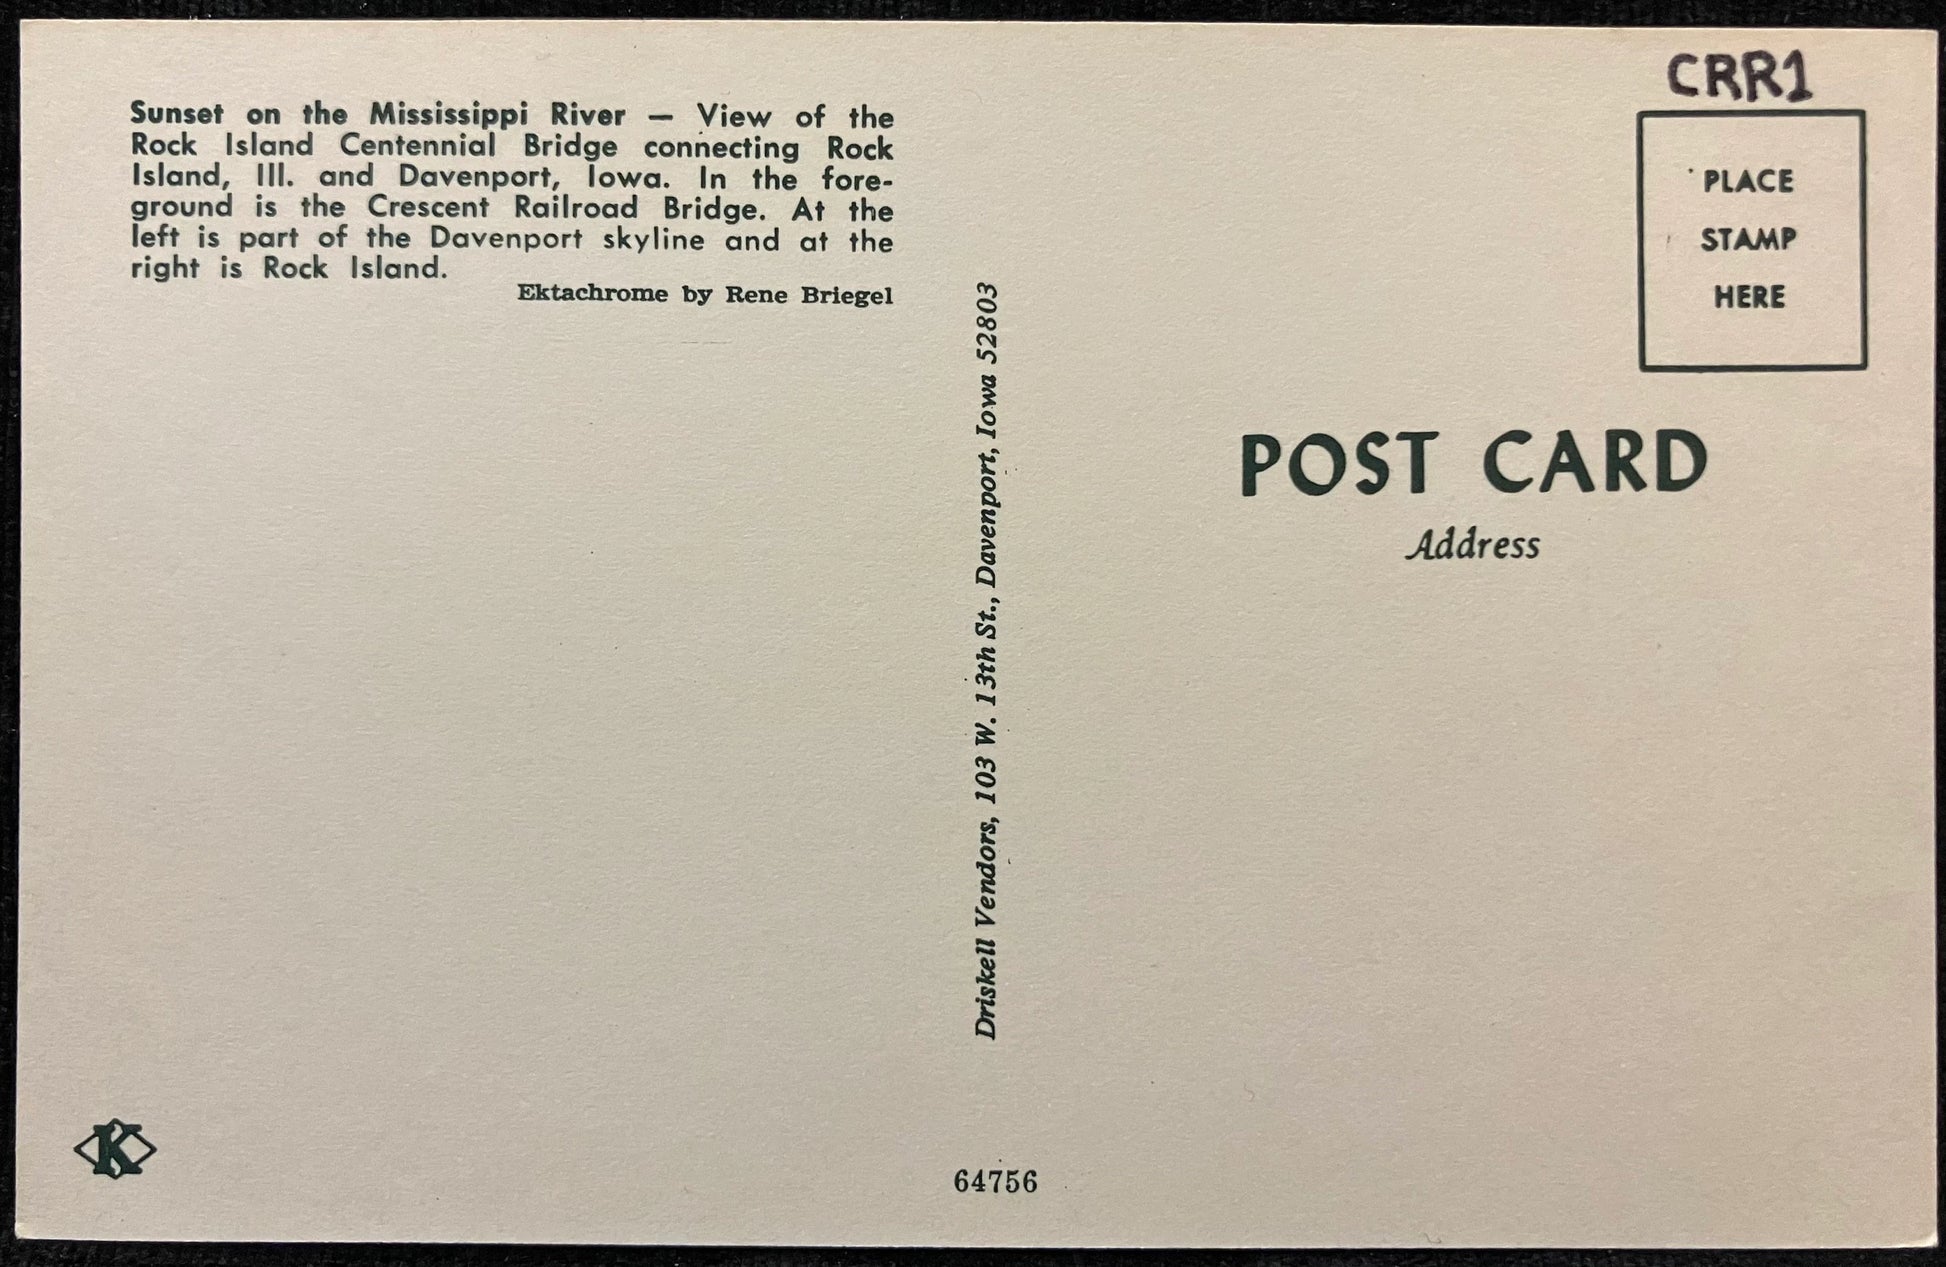 Sunset on the Mississippi River — View of the
Rock Island Centennial Bridge connecting Rock
Island, Ill. and Davenport, Iowa. In the fore-
ground is the Crescent Railroad Bridge. At the
left is part of the Davenport skyline and at the
right is Rock Island.
Ektachrome by Rene Briegel
Driskell Vendors, 103 W. 13th St., Davenport, Iowa 52803
CRR1
PLACE
STAMP
HERE
POST CARD
Address
K
64756